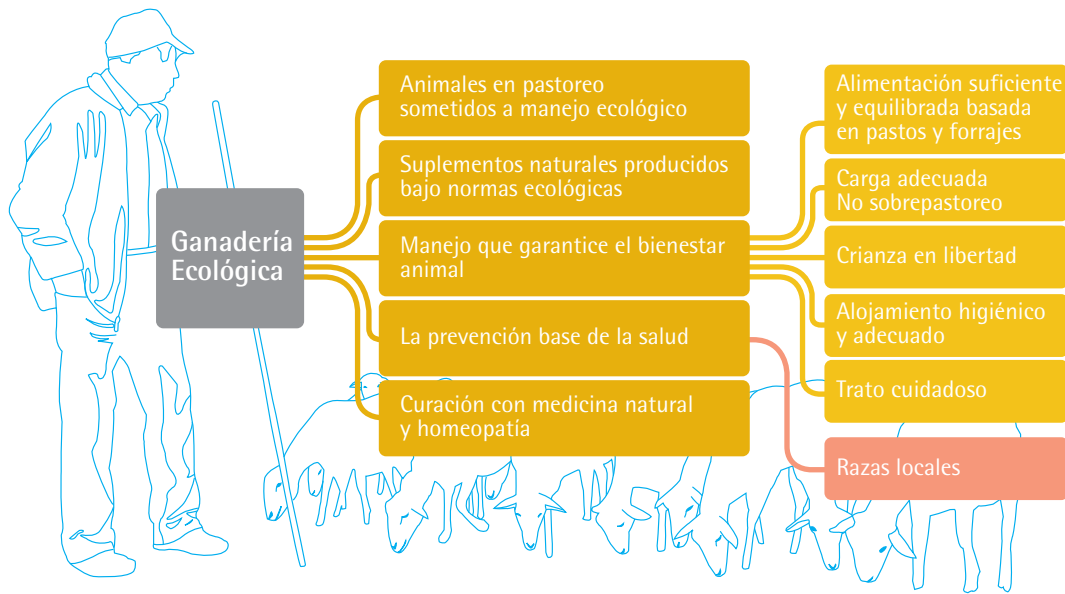 Ganadería
Ecológica
Animales en pastoreo
sometidos a manejo ecológico
Suplementos naturales producidos
bajo normas ecológicas
Manejo que garantice el bienestar
animal
La prevención base de la salud
Curación con medicina natural
y homeopatía
Alimentación suficiente
y equilibrada basada
en pastos y forrajes
Carga adecuada
No sobrepastoreo
Crianza en libertad
Alojamiento higiénico
y adecuado
Trato cuidadoso
Razas locales